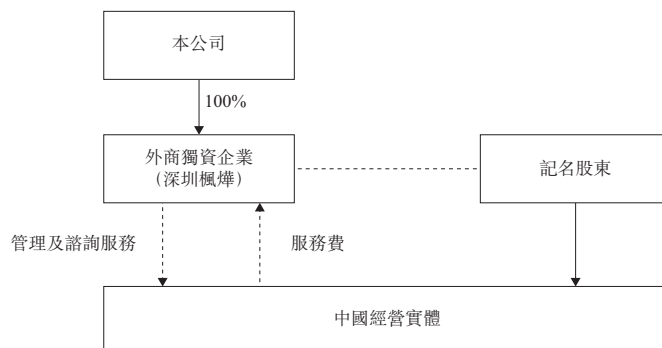 本公司
100%
外商獨資企業
（深圳楓燁）
記名股東
管理及諮詢服務
服務費
中國經營實體